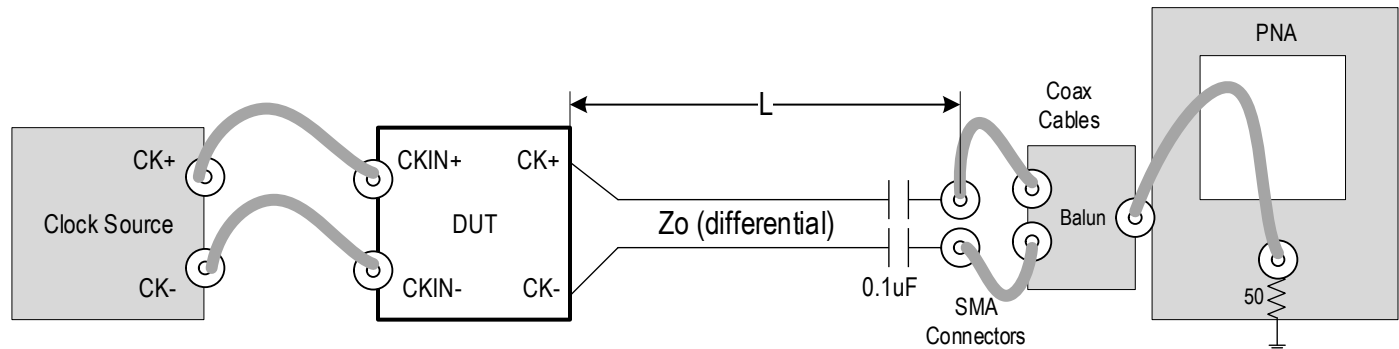 PNA
L
Coax
Cables
CK+
CKIN+
CK+
Clock Source
DUT
Zo (differential)
Balun
CK-
CKIN-
CK-
0.1uF
SMA
Connectors
50